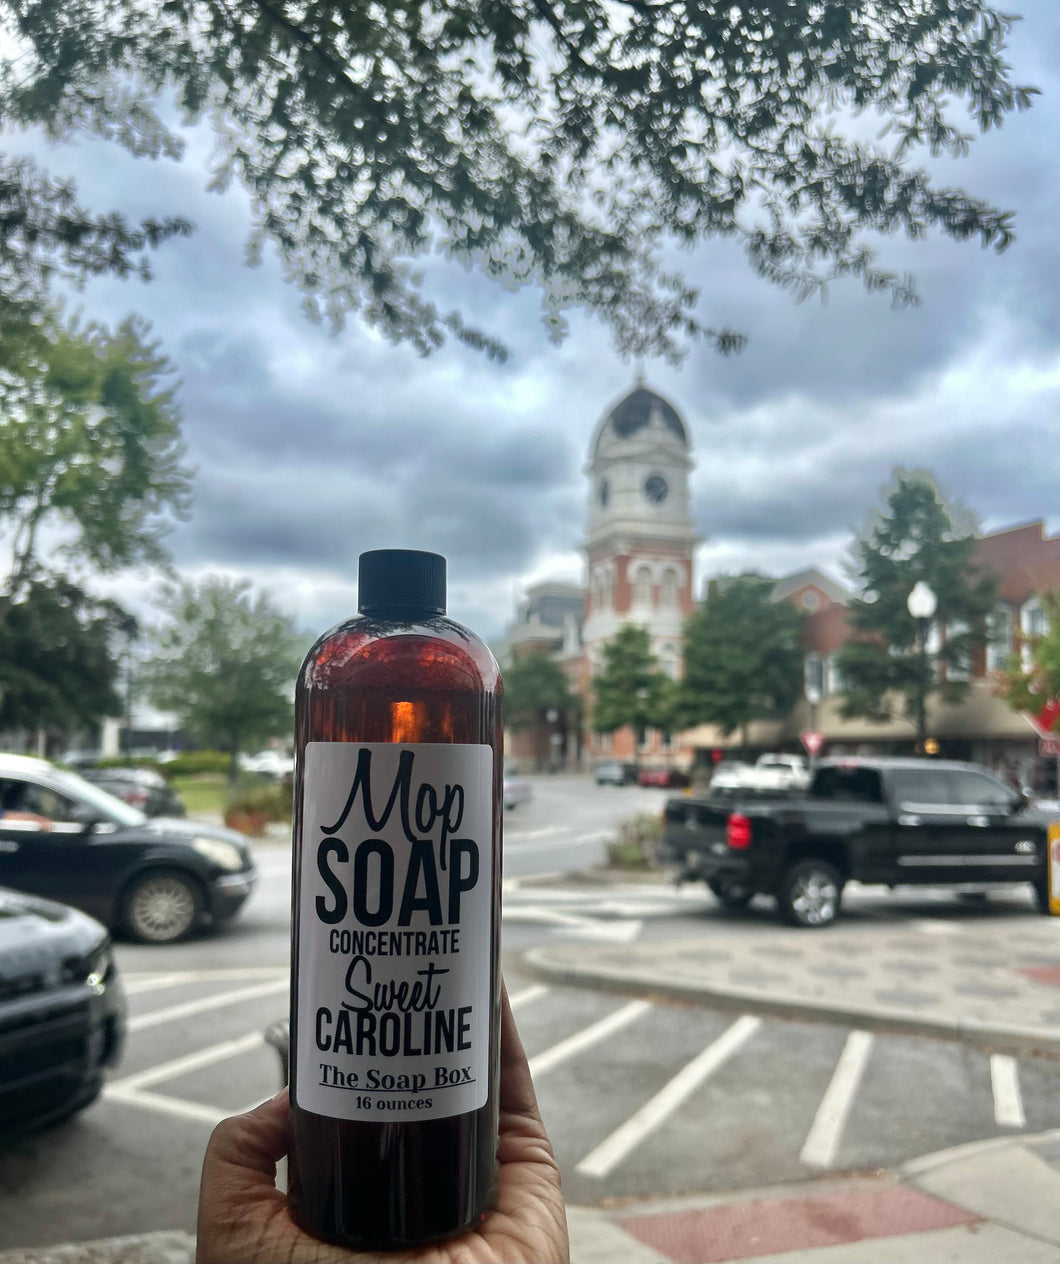 Mop
SOAP
CONCENTRATE
Sweet
CAROLINE
The Soap Box
16 ounces